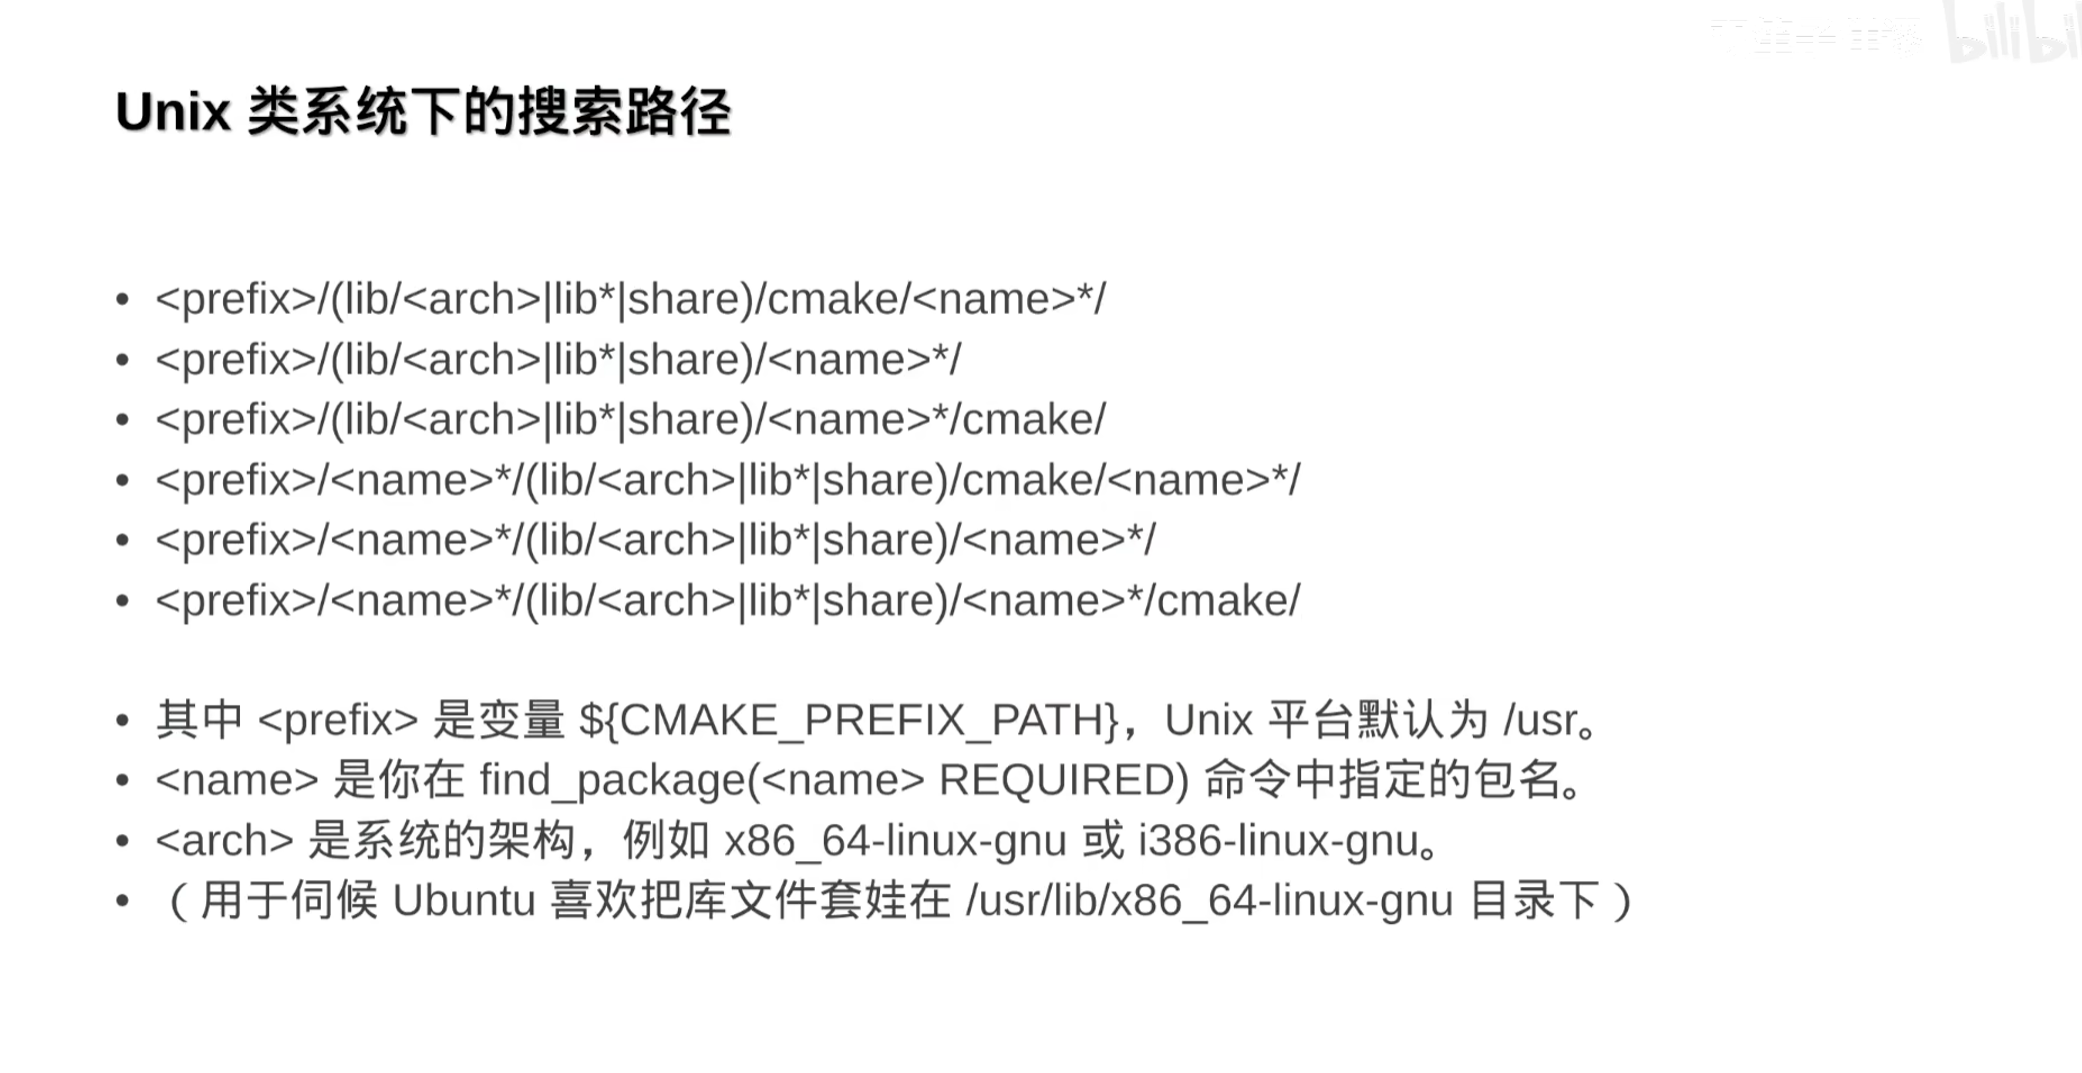 Unix 类系统下的搜索路径
• <prefix>/(lib/<arch>|lib*|share)/cmake/<name>*/
• <prefix>/(lib/<arch>|lib*|share)/<name>*/
• <prefix>/(lib/<arch>|lib*|share)/<name>*/cmake/
• <prefix>/<name>*/(lib/<arch>|lib*|share)/cmake/<name>*/
• <prefix>/<name>*/(lib/<arch>|lib*|share)/<name>*/
• <prefix>/<name>*/(lib/<arch>|lib*|share)/<name>*/cmake/
• 其中 <prefix> 是变量 ${CMAKE_PREFIX_PATH}，Unix 平台默认为 /usr。
• <name> 是你在 find_package(<name> REQUIRED) 命令中指定的包名。
• <arch> 是系统的架构，例如 x86_64-linux-gnu 或 i386-linux-gnu。
• （用于伺候 Ubuntu 喜欢把库文件套娃在 /usr/lib/x86_64-linux-gnu 目录下）